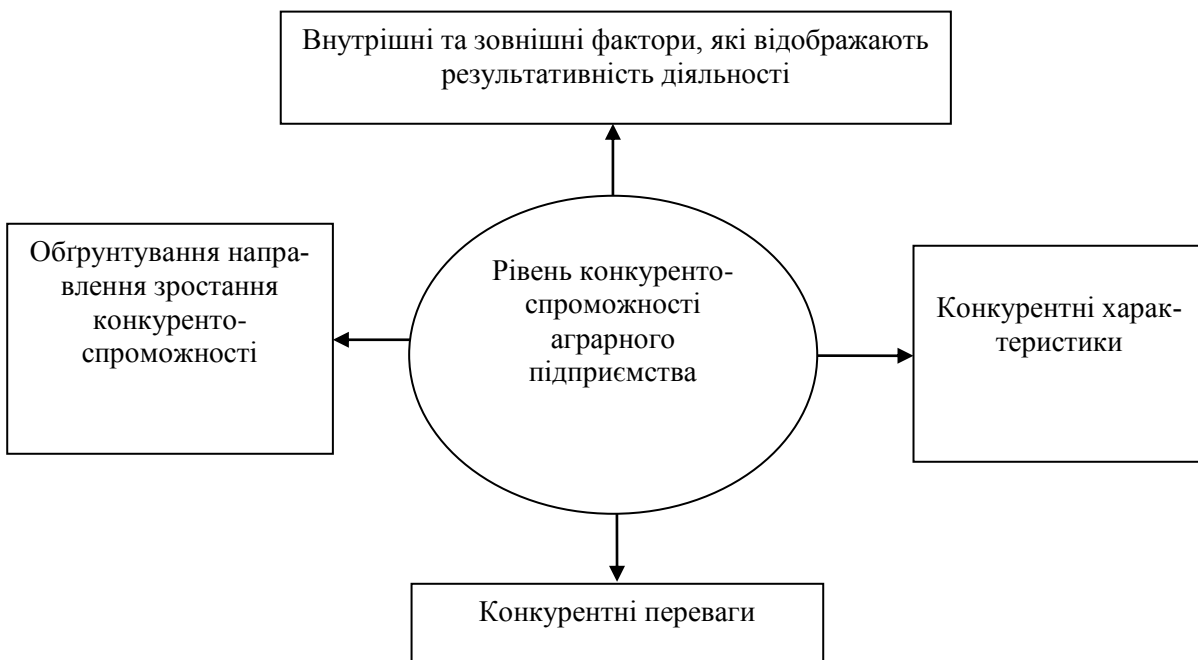 Внутрішні та зовнішні фактори, які відображають
результативність діяльності
Обґрунтування напра-
влення зростання
конкуренто-
спроможності
Рівень конкуренто-
спроможності
аграрного
підприємства
Конкурентні харак-
теристики
Конкурентні переваги